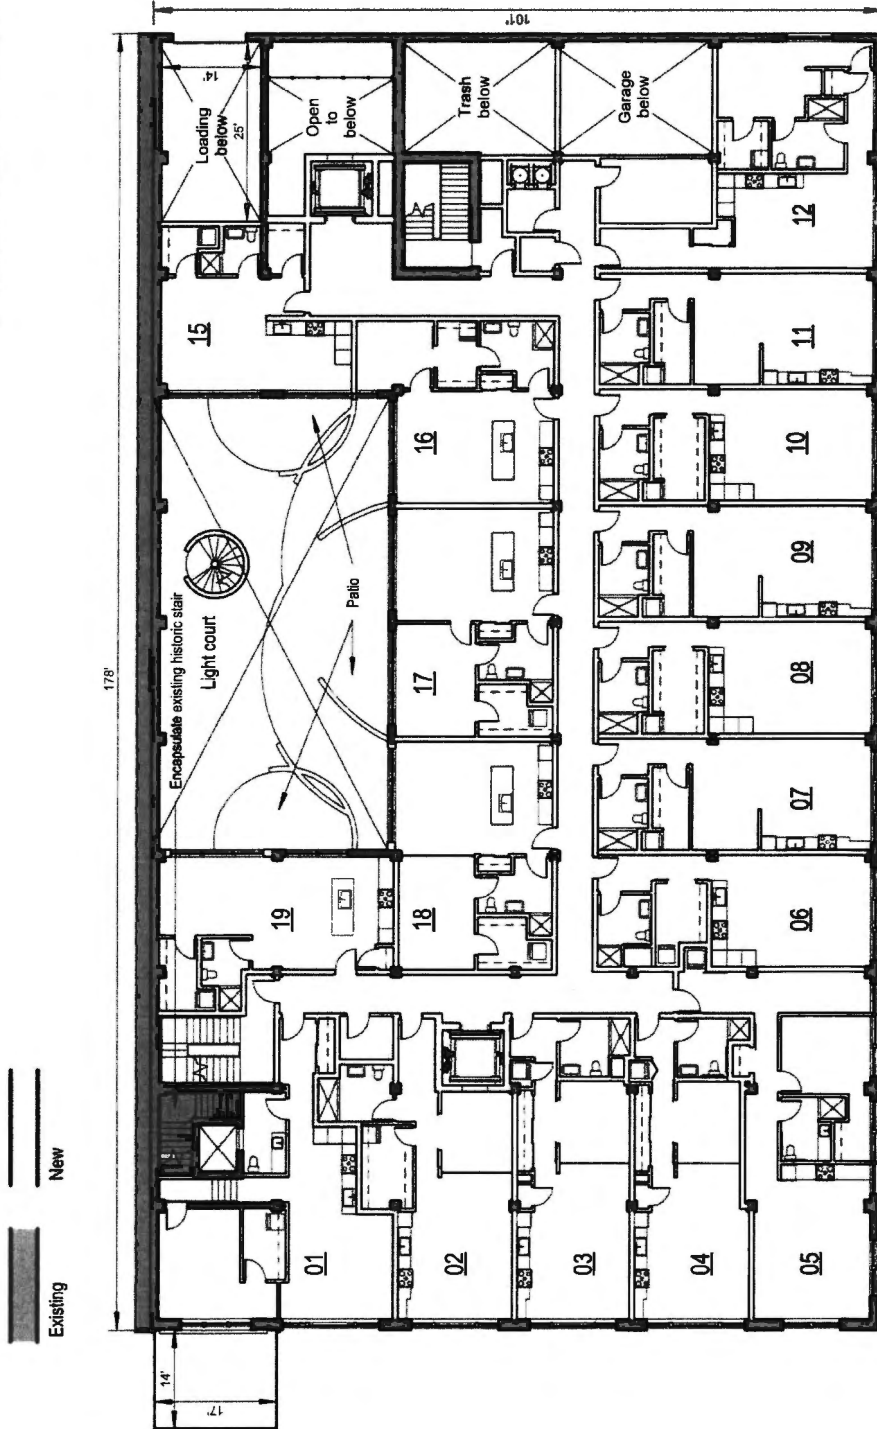 101'
178'
14'
Loading
below
25'
Open
to
below
Trash
below
Garage
below
15
12
11
16
10
Encapsulate existing historic stair
Light court
Patio
09
17
08
07
19
18
06
01
02
03
04
05
14'
17'
Existing
New